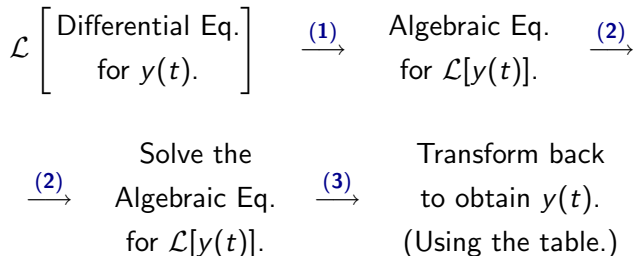 ℒ [ Differential Eq. for y(t). ] (1)⟶ Algebraic Eq. for ℒ[y(t)]. (2)⟶
(2)⟶ Solve the Algebraic Eq. for ℒ[y(t)]. (3)⟶ Transform back to obtain y(t). (Using the table.)